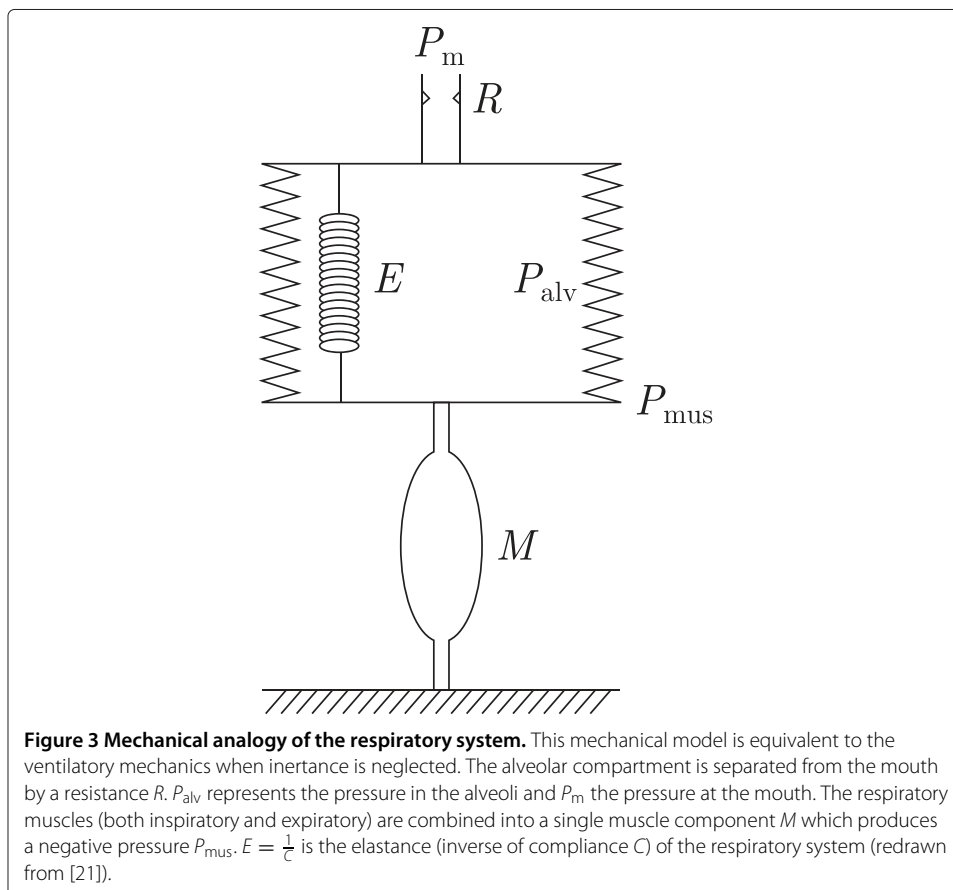 P_m
R
E
P_alv
P_mus
M
Figure 3 Mechanical analogy of the respiratory system. This mechanical model is equivalent to the
ventilatory mechanics when inertance is neglected. The alveolar compartment is separated from the mouth
by a resistance R. P_alv represents the pressure in the alveoli and P_m the pressure at the mouth. The respiratory
muscles (both inspiratory and expiratory) are combined into a single muscle component M which produces
a negative pressure P_mus. E = 1/C is the elastance (inverse of compliance C) of the respiratory system (redrawn
from [21]).